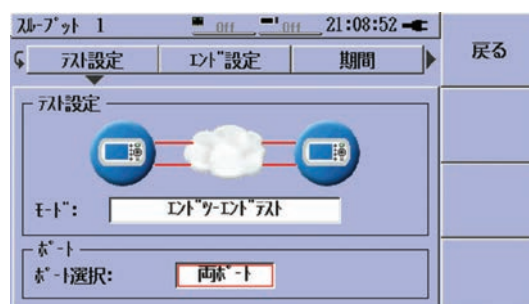 ｽﾙｰﾌﾟｯﾄ 1 Off Off 21:08:52
ﾃｽﾄ設定 ｴﾝﾄﾞ設定 期間 戻る
ﾃｽﾄ設定
ﾓｰﾄﾞ: ｴﾝﾄﾞﾂｰｴﾝﾄﾞﾃｽﾄ
ﾎﾟｰﾄ
ﾎﾟｰﾄ選択: 両ﾎﾟｰﾄ